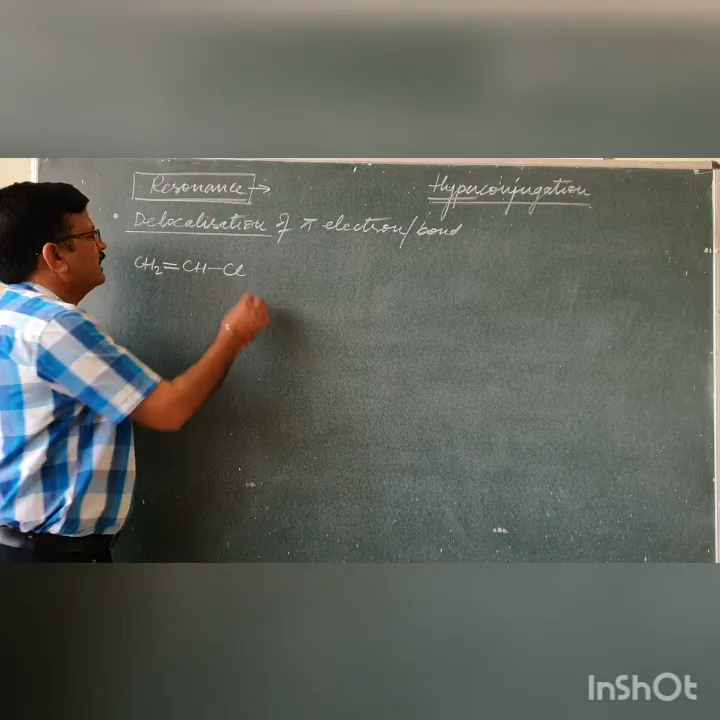 Resonance →
Hyperconjugation
• Delocalisation of π electron/bond
CH₂=CH–Cl
InShOt